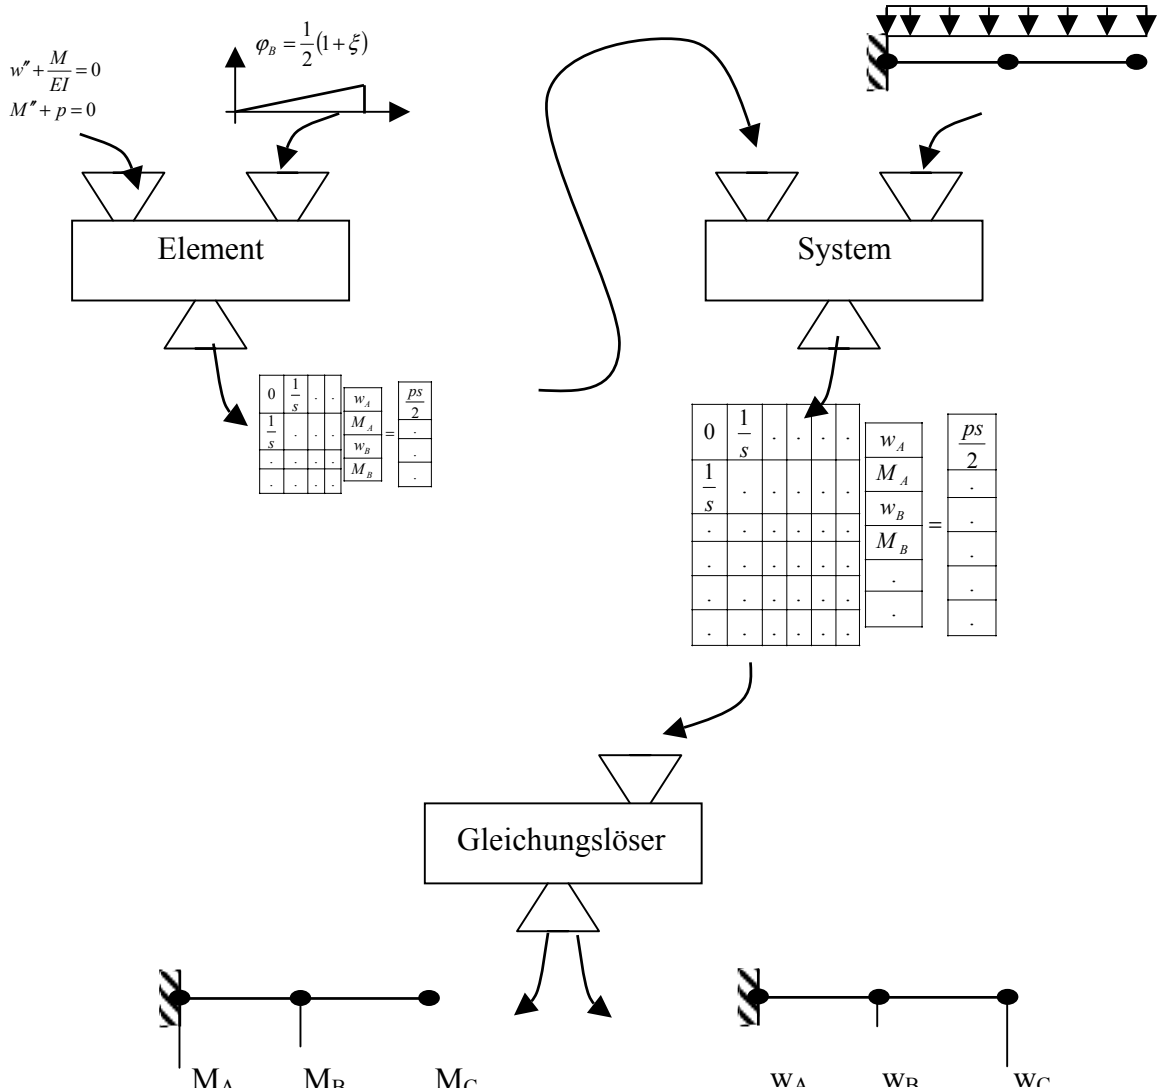 φ_B = 1/2 (1 + ξ)
w″ + M/EI = 0
M″ + p = 0
Element
System
0 1/s . . w_A ps/2
1/s . . . M_A = .
. . . . w_B .
. . . . M_B .
0 1/s . . . . w_A ps/2
1/s . . . . . M_A .
. . . . . . w_B = .
. . . . . . M_B .
. . . . . . . .
. . . . . . . .
Gleichungslöser
M_A M_B M_C
w_A w_B w_C